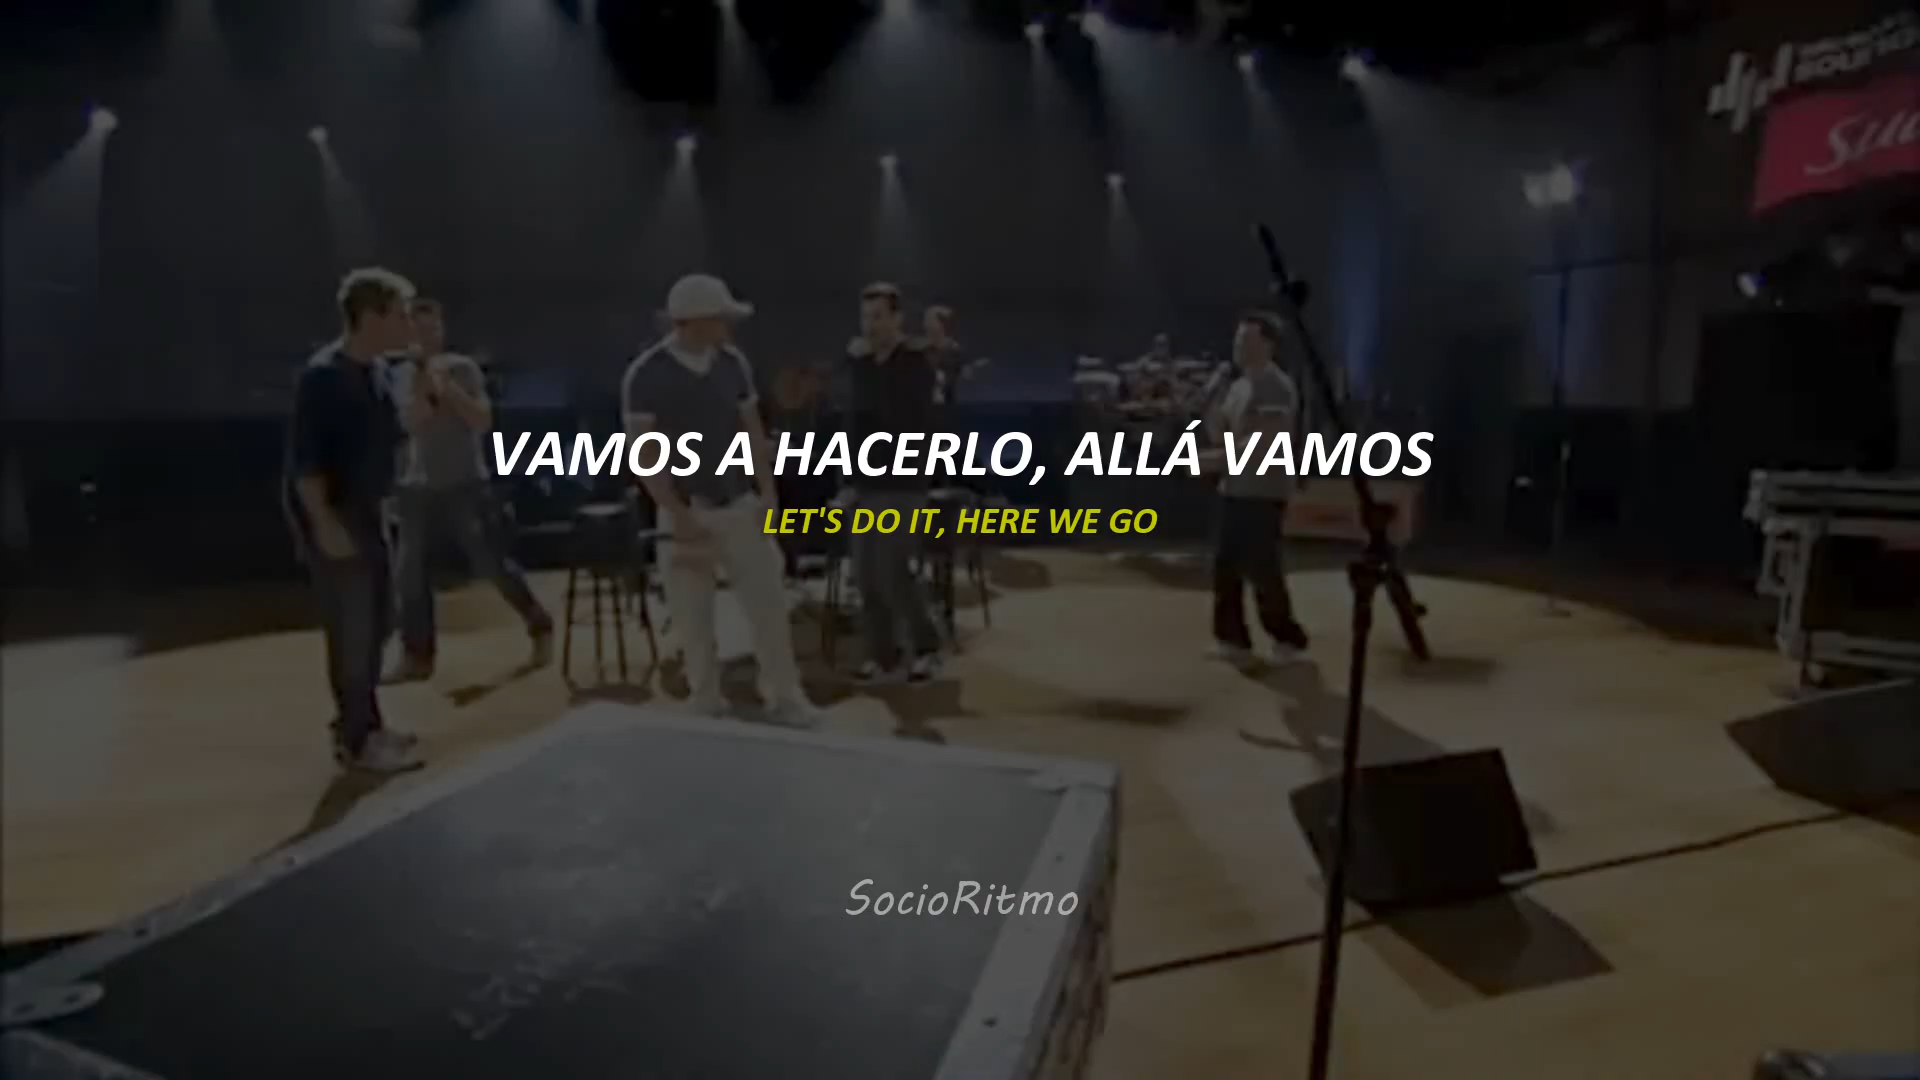 VAMOS A HACERLO, ALLÁ VAMOS
LET'S DO IT, HERE WE GO
SocioRitmo